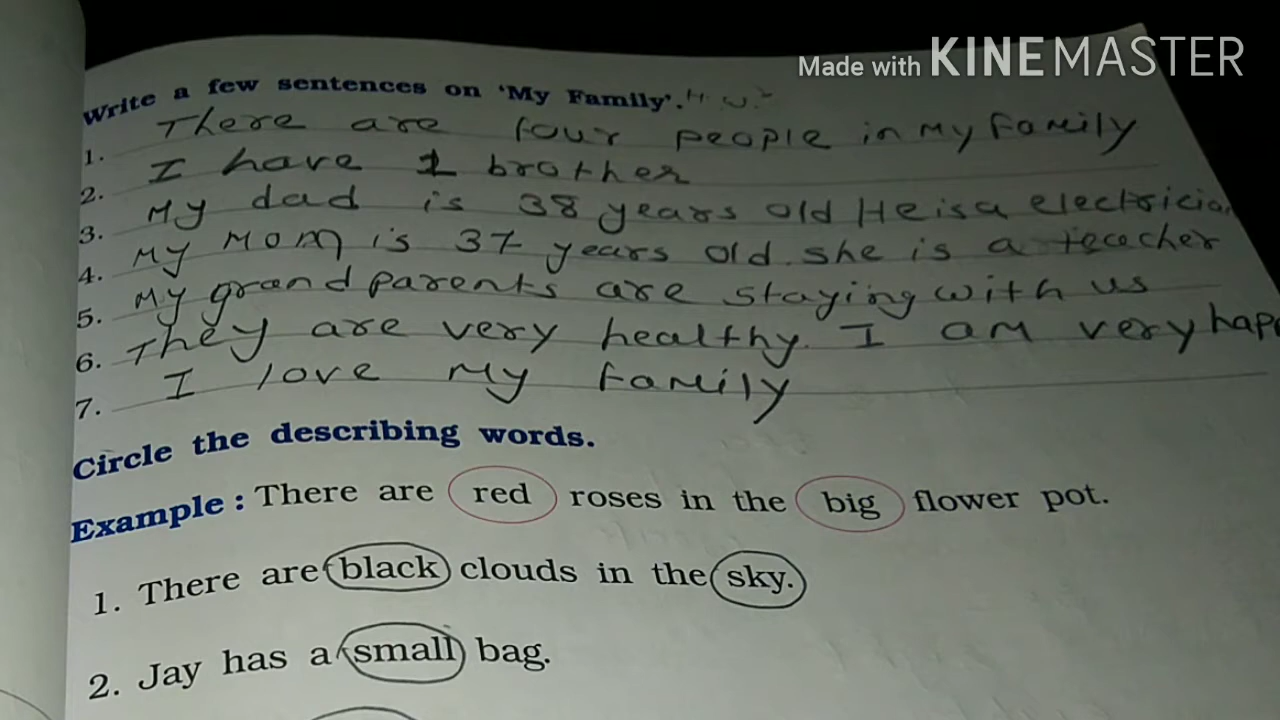 Made with KINEMASTER
Write a few sentences on 'My Family'.
1. There are four people in my family
2. I have 1 brother
3. My dad is 38 years old He is a electrician
4. My Mom is 37 years old. she is a teacher
5. My grand parents are staying with us
6. They are very healthy. I am very happ
7. I love my family
Circle the describing words.
Example : There are red roses in the big flower pot.
1. There are black clouds in the sky.
2. Jay has a small bag.